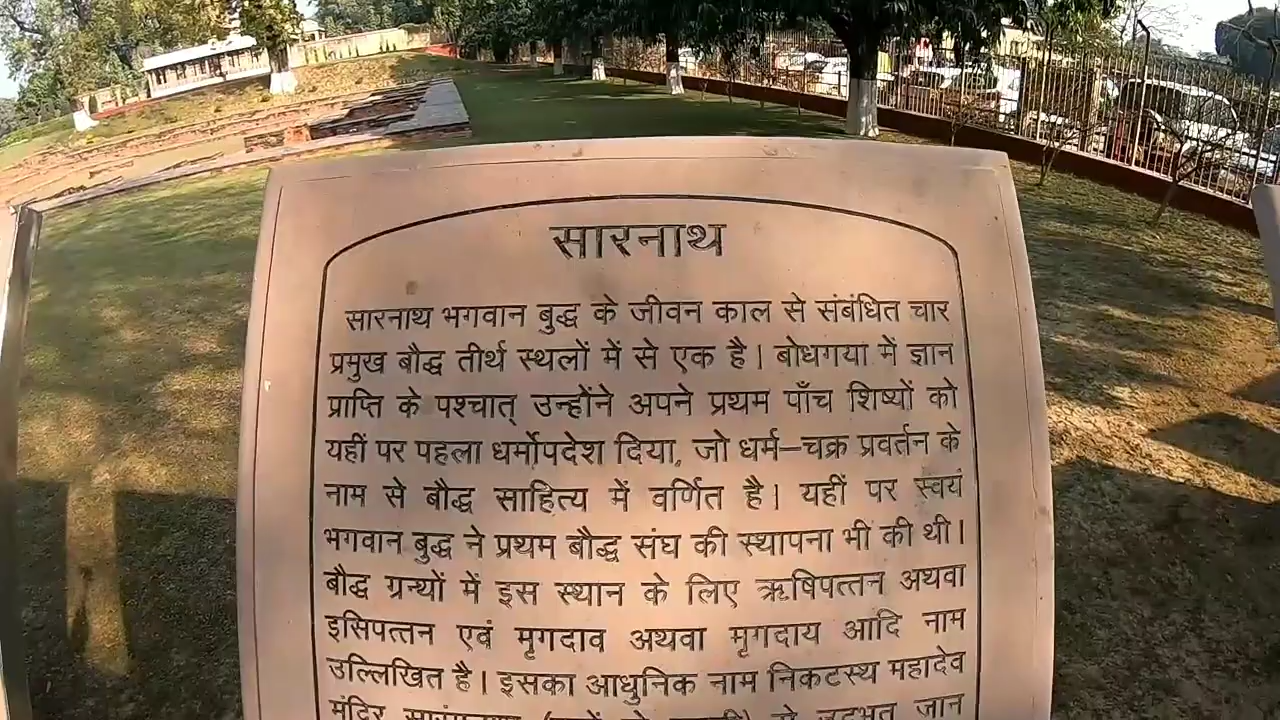 सारनाथ
सारनाथ भगवान बुद्ध के जीवन काल से संबंधित चार
प्रमुख बौद्ध तीर्थ स्थलों में से एक है। बोधगया में ज्ञान
प्राप्ति के पश्चात् उन्होंने अपने प्रथम पाँच शिष्यों को
यहीं पर पहला धर्मोपदेश दिया, जो धर्म–चक्र प्रवर्तन के
नाम से बौद्ध साहित्य में वर्णित है। यहीं पर स्वयं
भगवान बुद्ध ने प्रथम बौद्ध संघ की स्थापना भी की थी।
बौद्ध ग्रन्थों में इस स्थान के लिए ऋषिपत्तन अथवा
इसिपत्तन एवं मृगदाव अथवा मृगदाय आदि नाम
उल्लिखित है। इसका आधुनिक नाम निकटस्थ महादेव
मंदिर